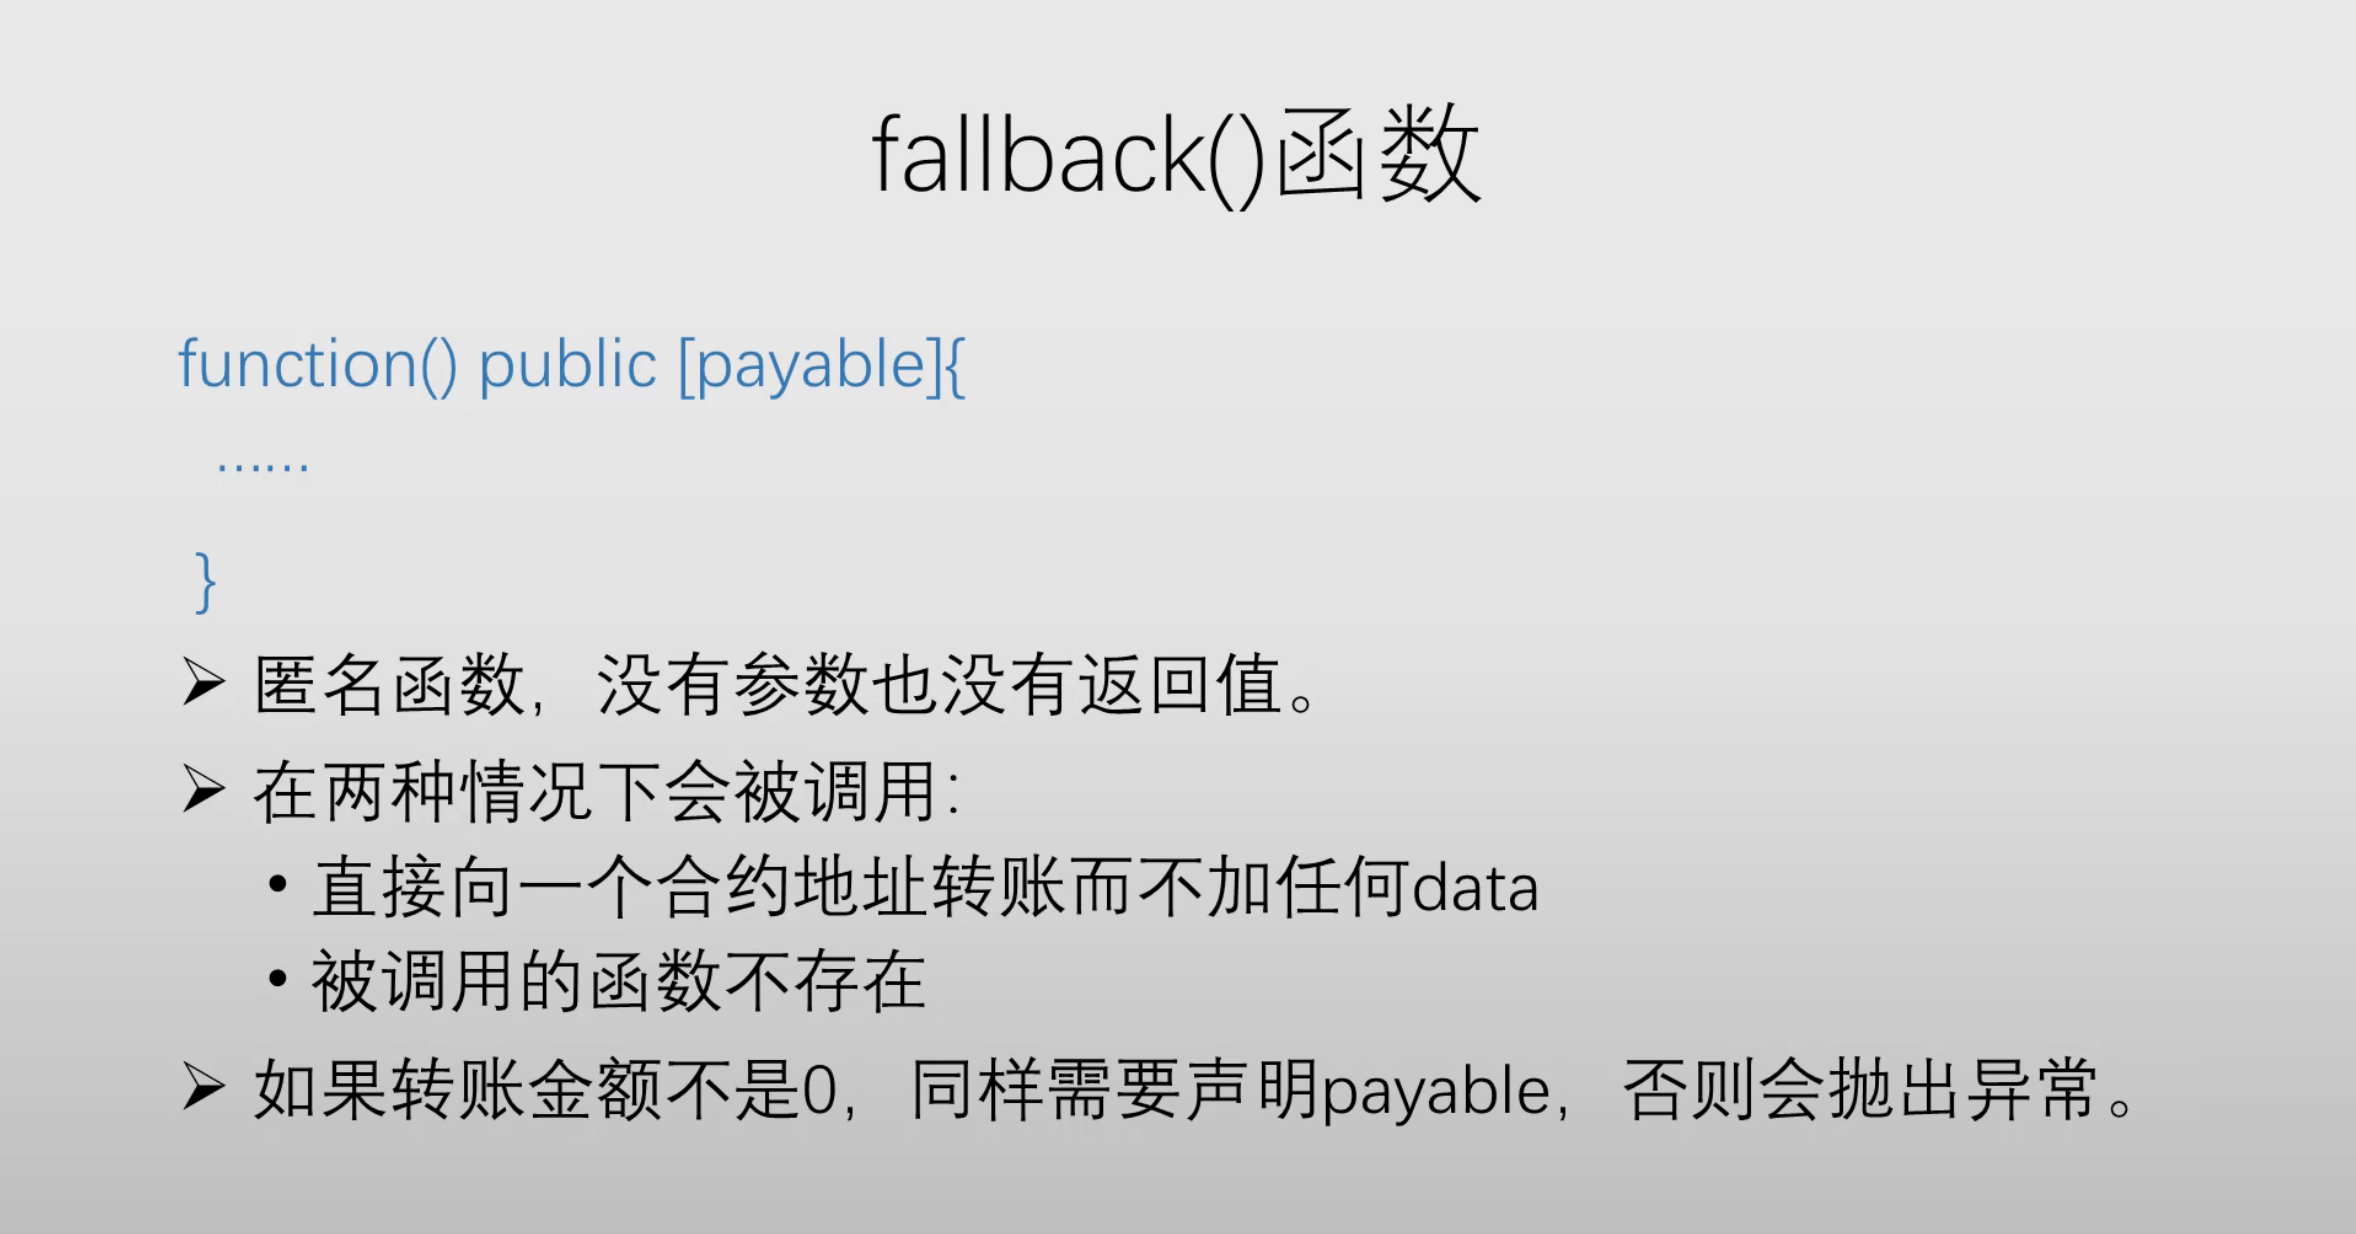 fallback()函数
function() public [payable]{
……
}
➢ 匿名函数，没有参数也没有返回值。
➢ 在两种情况下会被调用：
• 直接向一个合约地址转账而不加任何data
• 被调用的函数不存在
➢ 如果转账金额不是0，同样需要声明payable，否则会抛出异常。